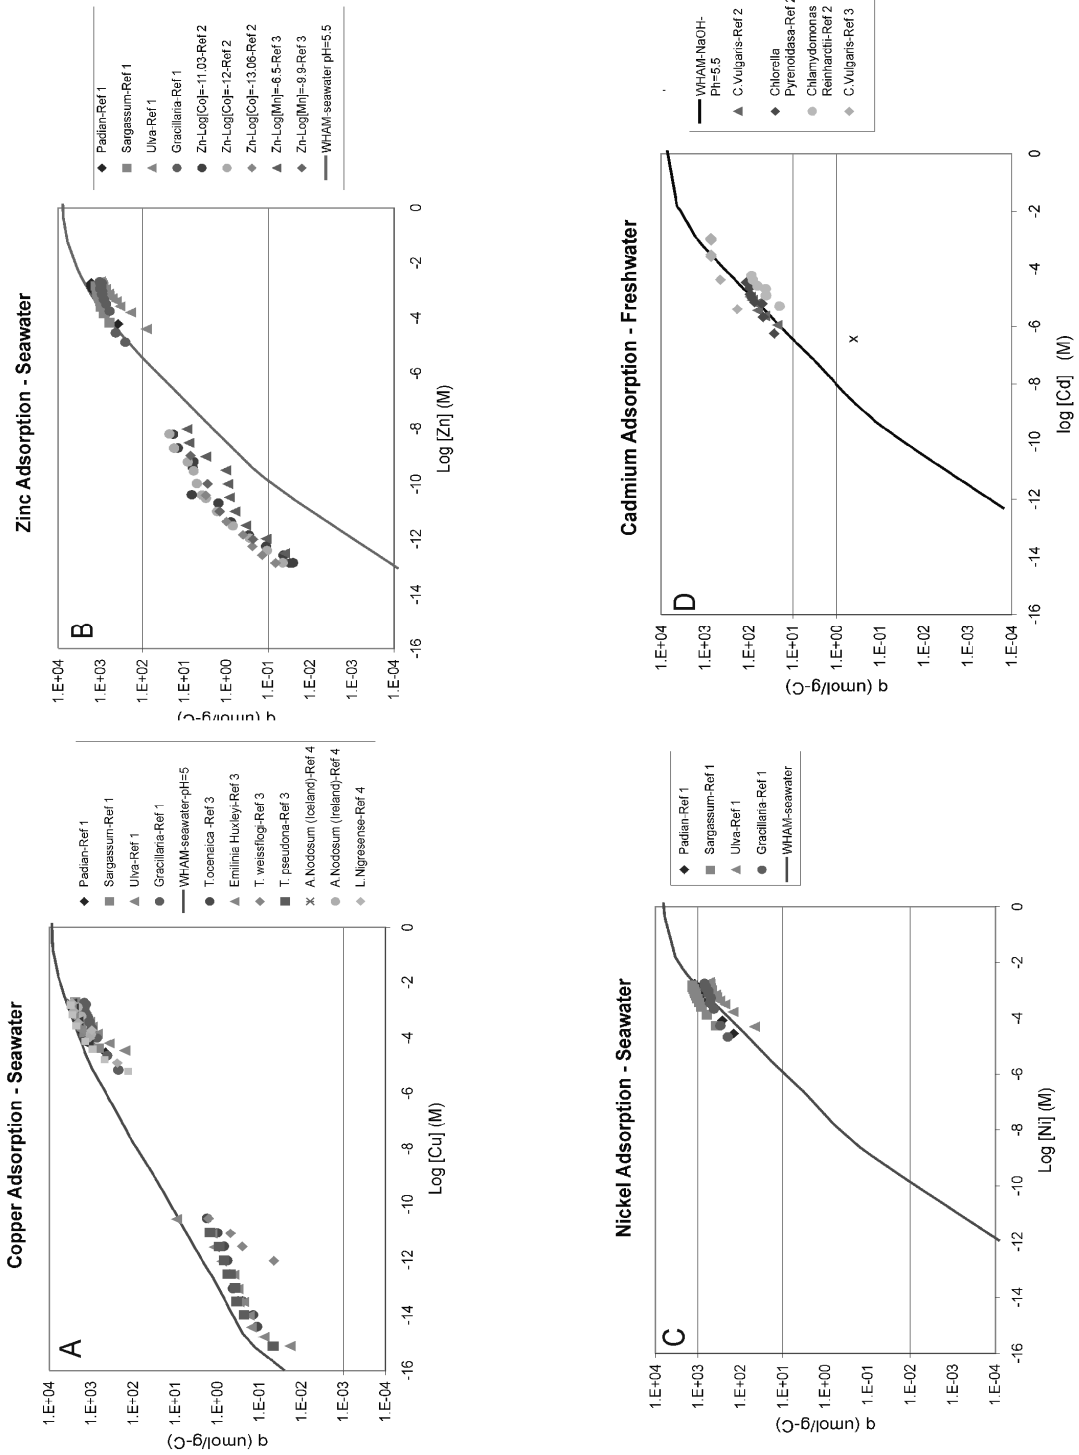 Copper Adsorption - Seawater
A
1.E+04
1.E+03
1.E+02
1.E+01
1.E+00
1.E-01
1.E-02
1.E-03
1.E-04
q (umol/g-C)
-16
-14
-12
-10
-8
-6
-4
-2
0
Log [Cu] (M)
Padian-Ref 1
Sargassum-Ref 1
Ulva-Ref 1
Gracillaria-Ref 1
WHAM-seawater-pH=5
T.ocenaica -Ref 3
Emilinia Huxleyi-Ref 3
T. weissflogi-Ref 3
T. pseudona-Ref 3
A.Nodosum (Iceland)-Ref 4
A.Nodosum (Ireland)-Ref 4
L.Nigresense-Ref 4
Zinc Adsorption - Seawater
B
1.E+04
1.E+03
1.E+02
1.E+01
1.E+00
1.E-01
1.E-02
1.E-03
1.E-04
q (umol/g-C)
-16
-14
-12
-10
-8
-6
-4
-2
0
Log [Zn] (M)
Padian-Ref 1
Sargassum-Ref 1
Ulva-Ref 1
Gracillaria-Ref 1
Zn-Log[Co]=-11.03-Ref 2
Zn-Log[Co]=-12-Ref 2
Zn-Log[Co]=-13.06-Ref 2
Zn-Log[Mn]=-6.5-Ref 3
Zn-Log[Mn]=-9.9-Ref 3
WHAM-seawater pH=5.5
Nickel Adsorption - Seawater
C
1.E+04
1.E+03
1.E+02
1.E+01
1.E+00
1.E-01
1.E-02
1.E-03
1.E-04
q (umol/g-C)
-16
-14
-12
-10
-8
-6
-4
-2
0
Log [Ni] (M)
Padian-Ref 1
Sargassum-Ref 1
Ulva-Ref 1
Gracillaria-Ref 1
WHAM-seawater
Cadmium Adsorption - Freshwater
D
1.E+04
1.E+03
1.E+02
1.E+01
1.E+00
1.E-01
1.E-02
1.E-03
1.E-04
q (umol/g-C)
x
-16
-14
-12
-10
-8
-6
-4
-2
0
log [Cd] (M)
WHAM-NaOH-
Ph=5.5
C.Vulgaris-Ref 2
Chlorella
Pyrenoidasa-Ref 2
Chlamydomonas
Reinhardtii-Ref 2
C.Vulgaris-Ref 3